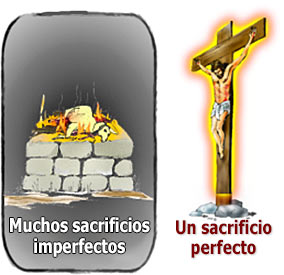 Muchos sacrificios
imperfectos
Un sacrificio
perfecto